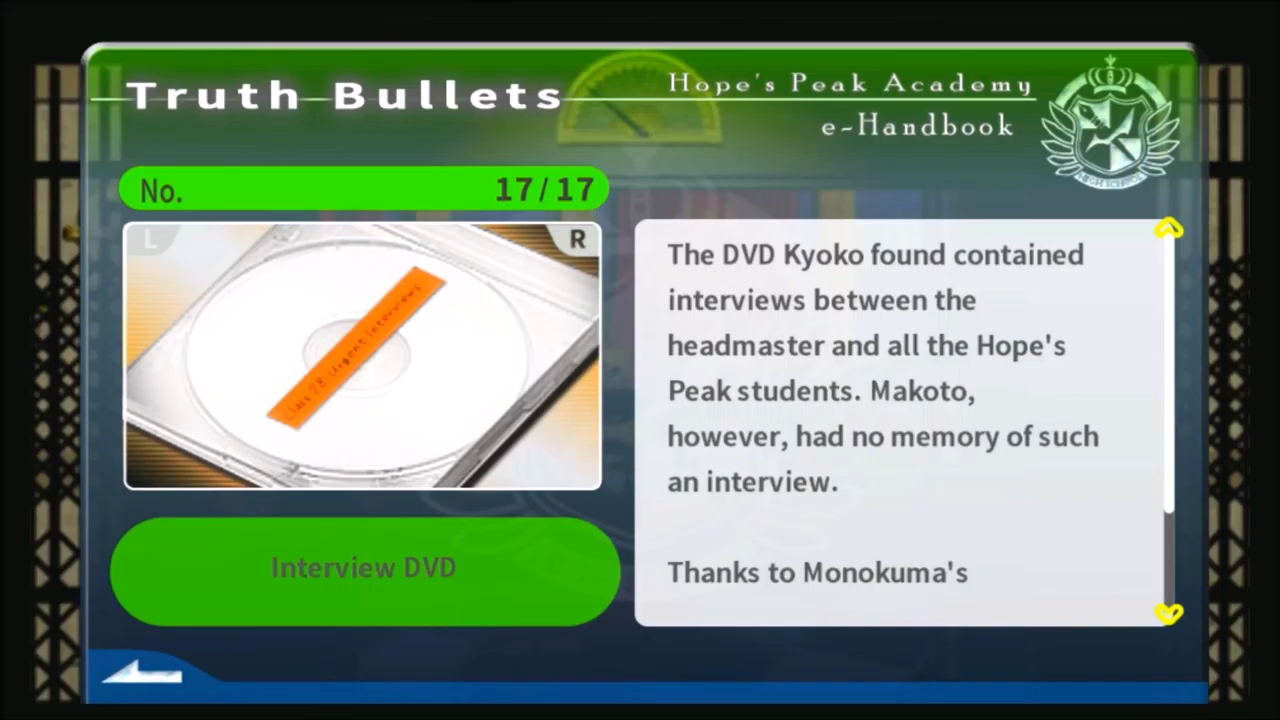 Truth Bullets
Hope's Peak Academy
e-Handbook
No.
17/17
L
R
Class 78 Urgent Interviews
Interview DVD
The DVD Kyoko found contained
interviews between the
headmaster and all the Hope's
Peak students. Makoto,
however, had no memory of such
an interview.
Thanks to Monokuma's